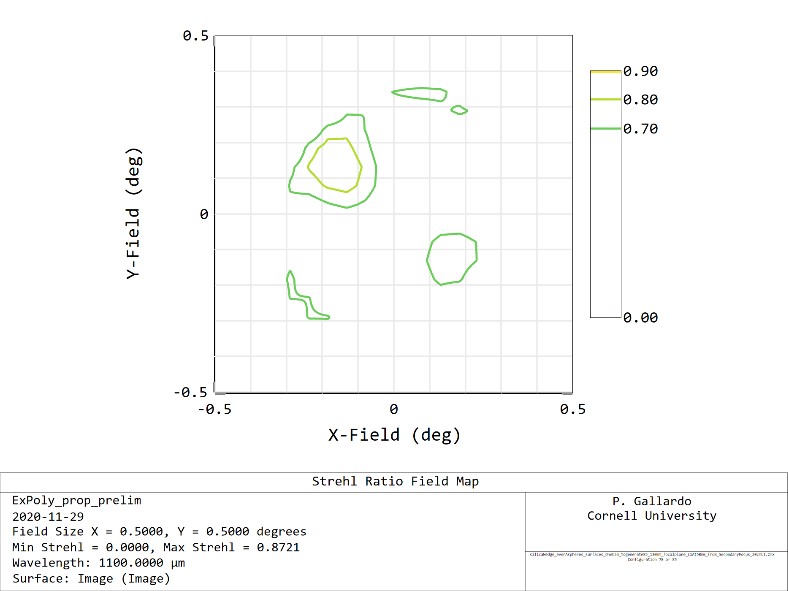 0.5
0
-0.5
Y-Field (deg)
-0.5 0 0.5
X-Field (deg)
0.90
0.80
0.70
0.00
Strehl Ratio Field Map
ExPoly_prop_prelim
2020-11-29
Field Size X = 0.5000, Y = 0.5000 degrees
Min Strehl = 0.0000, Max Strehl = 0.8721
Wavelength: 1100.0000 µm
Surface: Image (Image)
P. Gallardo
Cornell University